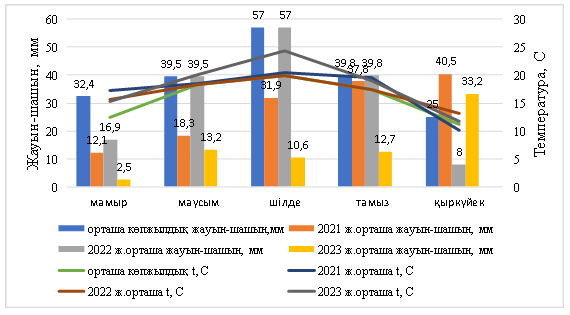 60
50
40
30
20
10
0
Жауын-шашын, мм
30
25
20
15
10
5
0
Температура, С
32,4
12,1
16,9
2,5
39,5
18,3
39,5
13,2
57
31,9
57
10,6
39,8
37,8
39,8
12,7
25
40,5
8
33,2
мамыр
маусым
шілде
тамыз
қыркүйек
орташа көпжылдық жауын-шашын,мм
2021 ж.орташа жауын-шашын, мм
2022 ж.орташа жауын-шашын, мм
2023 ж.орташа жауын-шашын, мм
орташа көпжылдық t, С
2021 ж.орташа t, С
2022 ж.орташа t, С
2023 ж.орташа t, С